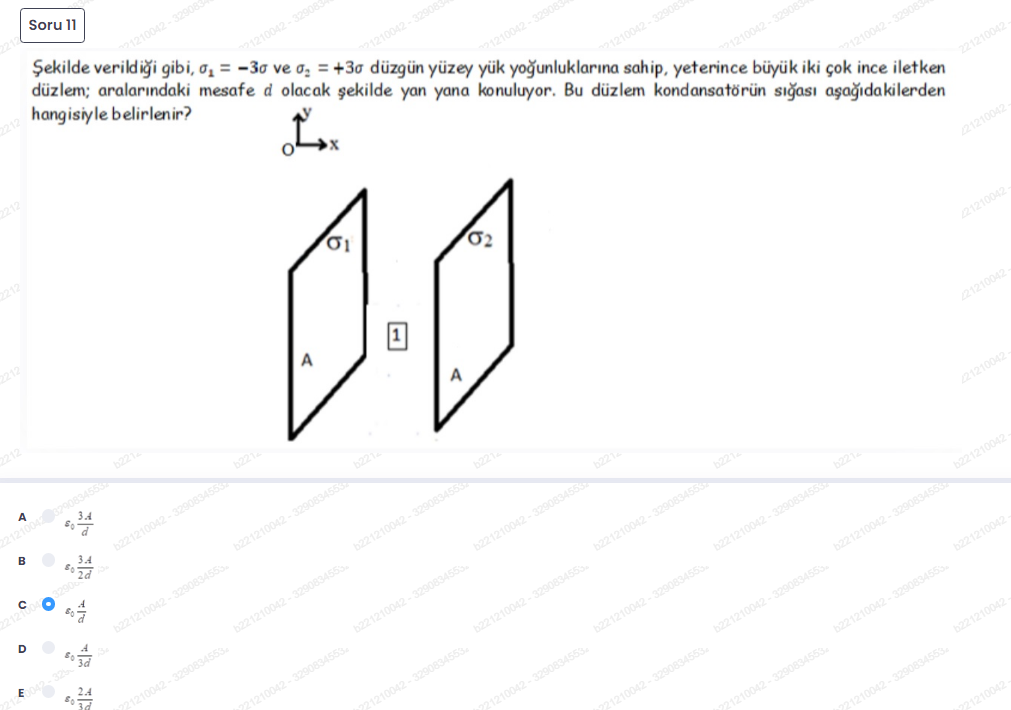 Soru 11
Şekilde verildiği gibi, σ₁ = −3σ ve σ₂ = +3σ düzgün yüzey yük yoğunluklarına sahip, yeterince büyük iki çok ince iletken
düzlem; aralarındaki mesafe d olacak şekilde yan yana konuluyor. Bu düzlem kondansatörün sığası aşağıdakilerden
hangisiyle belirlenir?
y
O x
σ1 σ2
1
A A
A ε₀ 3A/d
B ε₀ 3A/2d
C ε₀ A/d
D ε₀ A/3d
E ε₀ 2A/3d